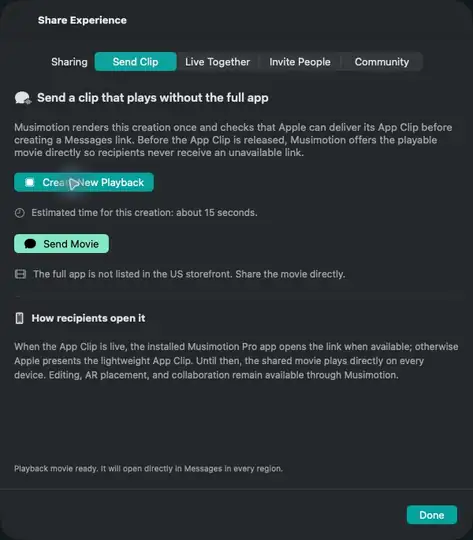 Share Experience
Sharing Send Clip Live Together Invite People Community
Send a clip that plays without the full app
Musimotion renders this creation once and checks that Apple can deliver its App Clip before
creating a Messages link. Before the App Clip is released, Musimotion offers the playable
movie directly so recipients never receive an unavailable link.
Create New Playback
Estimated time for this creation: about 15 seconds.
Send Movie
The full app is not listed in the US storefront. Share the movie directly.
How recipients open it
When the App Clip is live, the installed Musimotion Pro app opens the link when available; otherwise
Apple presents the lightweight App Clip. Until then, the shared movie plays directly on every
device. Editing, AR placement, and collaboration remain available through Musimotion.
Playback movie ready. It will open directly in Messages in every region.
Done